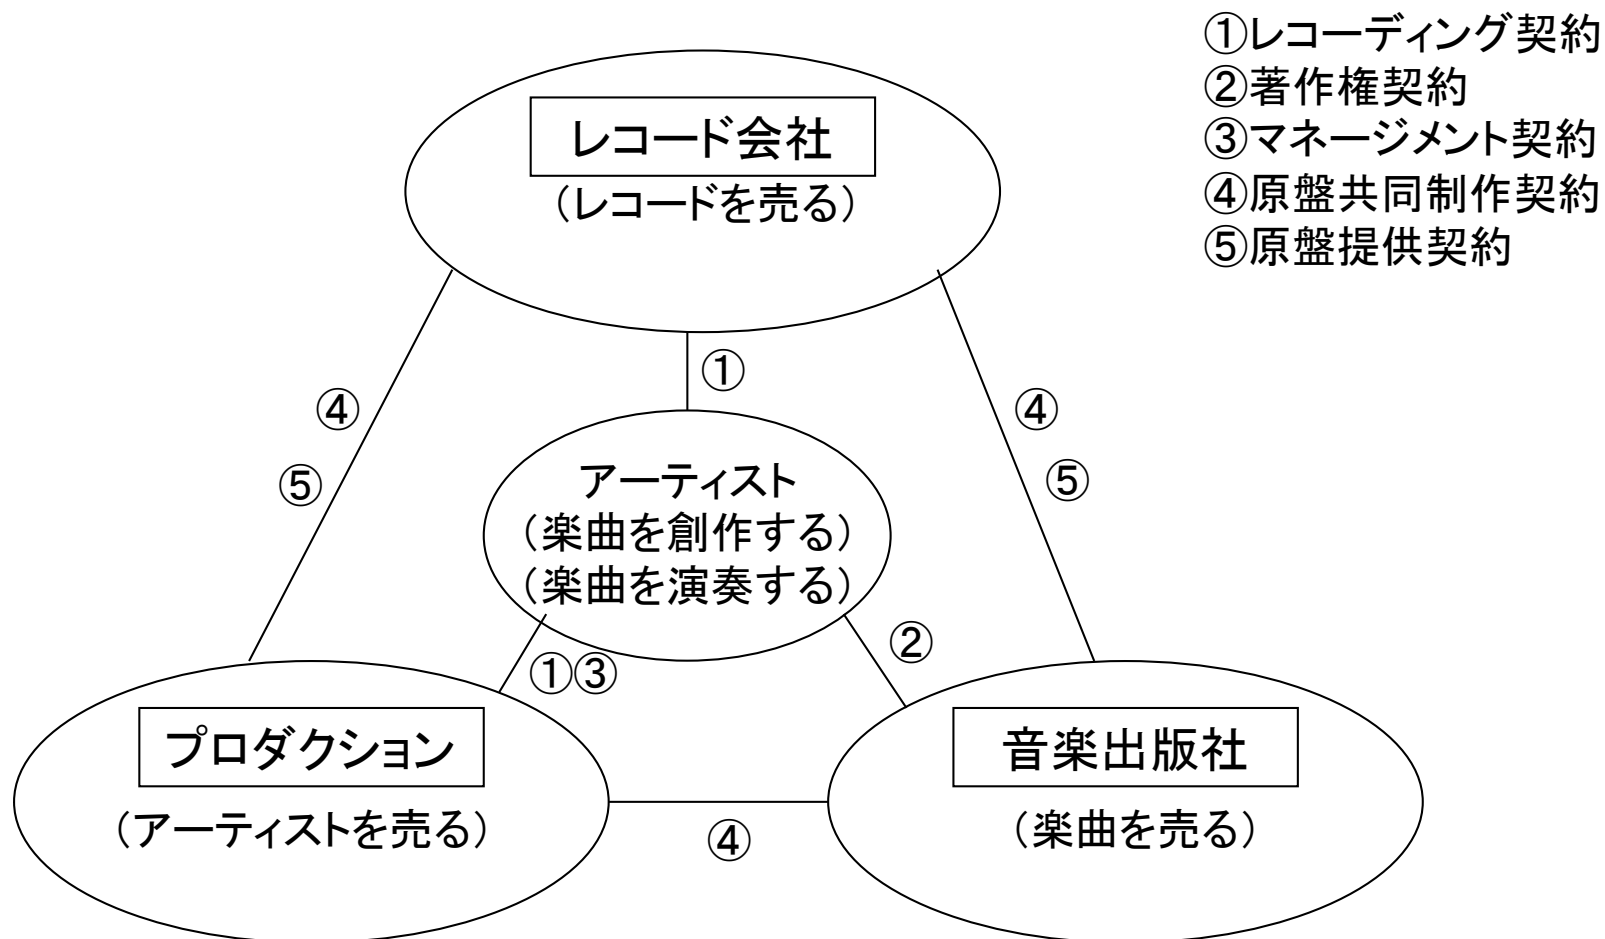 ①レコーディング契約
②著作権契約
③マネージメント契約
④原盤共同制作契約
⑤原盤提供契約
レコード会社
（レコードを売る）
①
④
④
⑤
⑤
アーティスト
（楽曲を創作する）
（楽曲を演奏する）
①③
②
プロダクション
（アーティストを売る）
④
音楽出版社
（楽曲を売る）